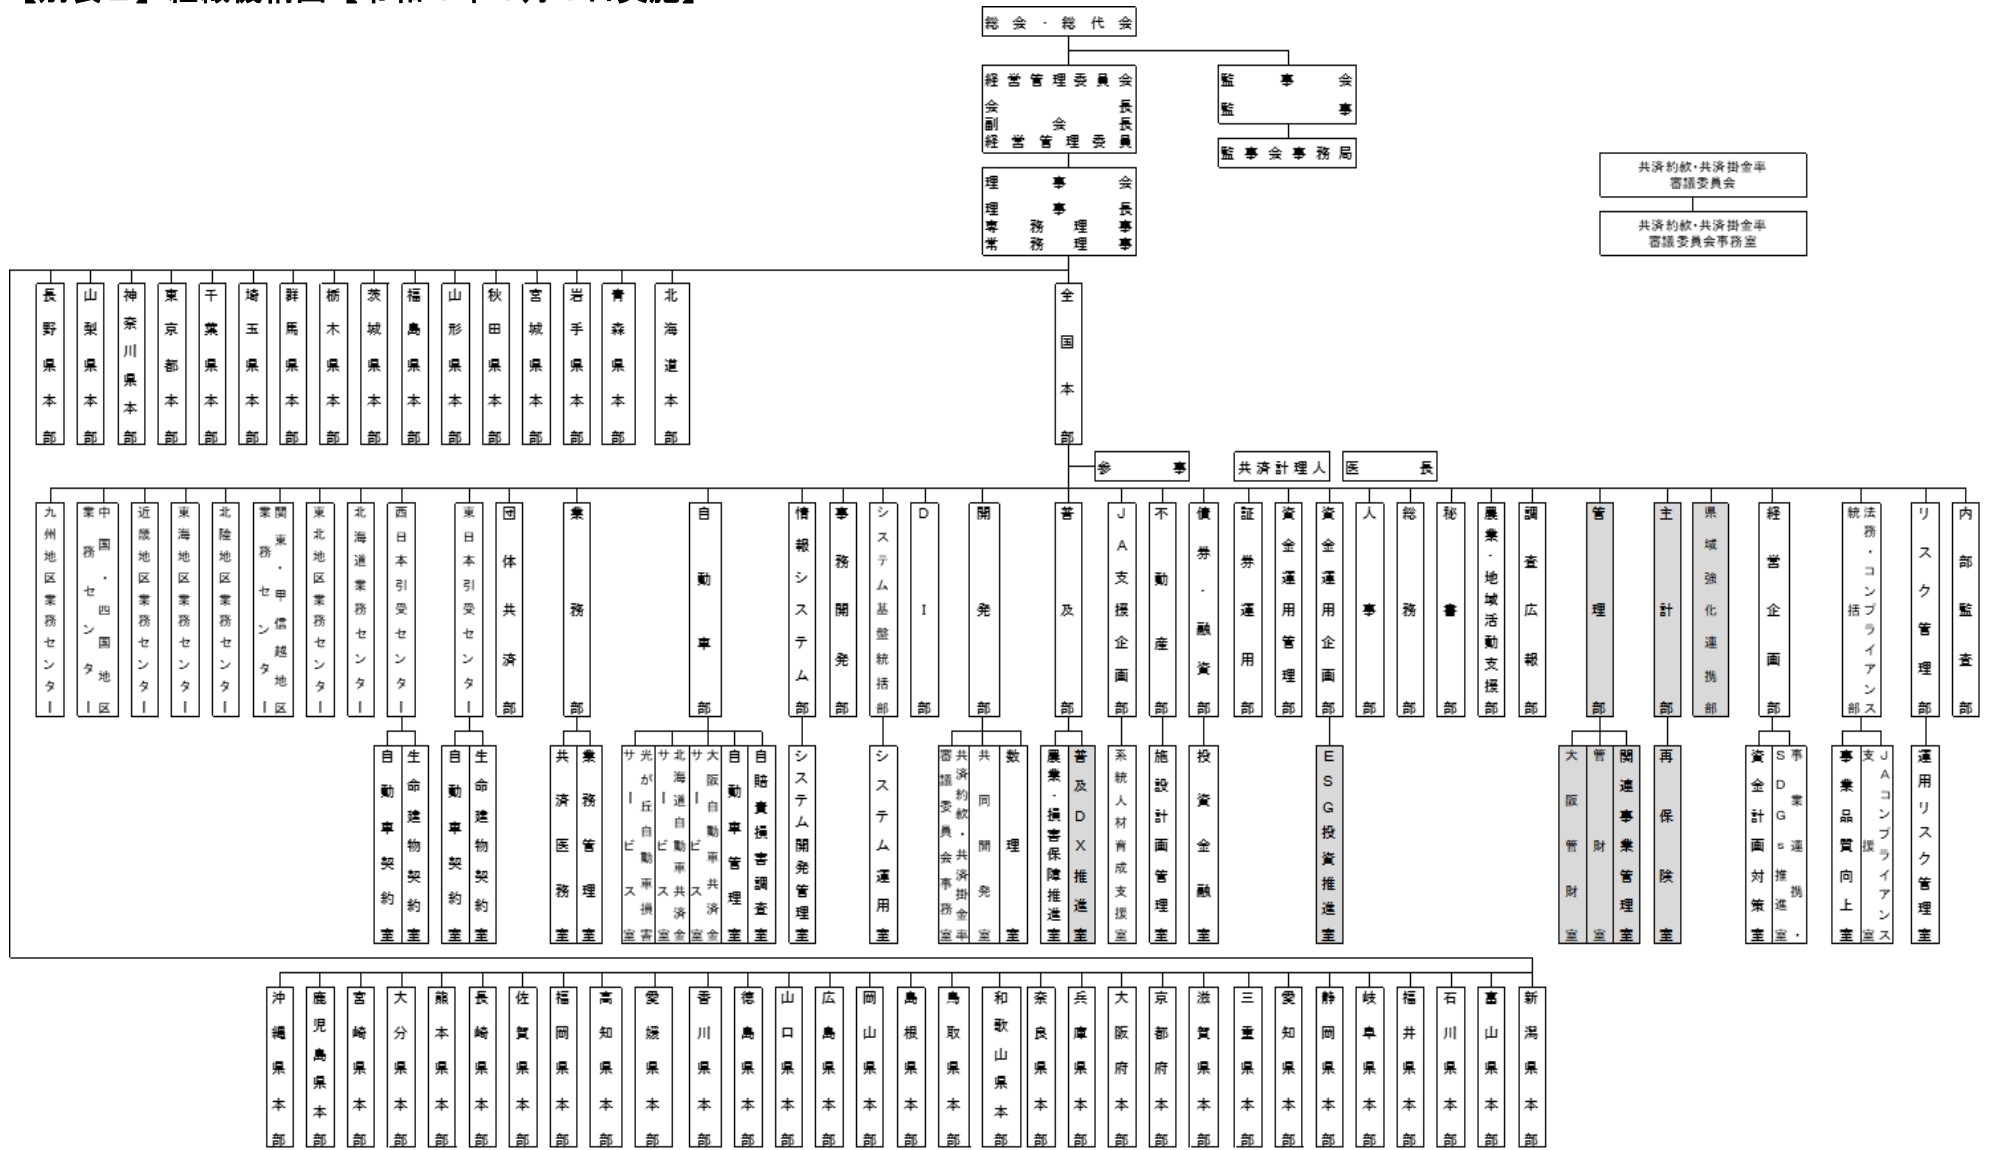 総会・総代会
経営管理委員会
会長
副会長
経営管理委員
監事会
監事
監事会事務局
理事会
理事長
専務理事
常務理事
共済約款・共済掛金率
審議委員会
共済約款・共済掛金率
審議委員会事務室
長野県本部
山梨県本部
神奈川県本部
東京都本部
千葉県本部
埼玉県本部
群馬県本部
栃木県本部
茨城県本部
福島県本部
山形県本部
秋田県本部
宮城県本部
岩手県本部
青森県本部
北海道本部
全国本部
参事
共済計理人
医長
九州地区業務センター
中国・四国地区
業務センター
近畿地区業務センター
東海地区業務センター
北陸地区業務センター
関東・甲信越地区
業務センター
東北地区業務センター
北海道業務センター
西日本引受センター
東日本引受センター
団体共済部
業務部
自動車部
情報システム部
事務開発部
システム基盤統括部
DI部
開発部
普及部
JA支援企画部
不動産部
債券・融資部
証券運用部
資金運用管理部
資金運用企画部
人事部
総務部
秘書部
農業・地域活動支援部
調査広報部
管理部
主計部
県域強化連携部
経営企画部
法務・コンプライアンス
統括部
リスク管理部
内部監査部
自動車契約室
生命建物契約室
自動車契約室
生命建物契約室
共済医務室
業務管理室
光が丘自動車損害
サービス室
北海道自動車共済金
サービス室
大阪自動車共済金
サービス室
自動車管理室
自賠責損害調査室
システム開発管理室
システム運用室
共済約款・共済掛金率
審議委員会事務室
共同開発室
数理室
農業・損害保障推進室
普及DX推進室
系統人材育成支援室
施設計画管理室
投資金融室
ESG投資推進室
大阪管財室
管財室
関連事業管理室
再保険室
資金計画対策室
事業連携・
SDGs推進室
事業品質向上室
JAコンプライアンス
支援室
運用リスク管理室
沖縄県本部
鹿児島県本部
宮崎県本部
大分県本部
熊本県本部
長崎県本部
佐賀県本部
福岡県本部
高知県本部
愛媛県本部
香川県本部
徳島県本部
山口県本部
広島県本部
岡山県本部
島根県本部
鳥取県本部
和歌山県本部
奈良県本部
兵庫県本部
大阪府本部
京都府本部
滋賀県本部
三重県本部
愛知県本部
静岡県本部
岐阜県本部
福井県本部
石川県本部
富山県本部
新潟県本部